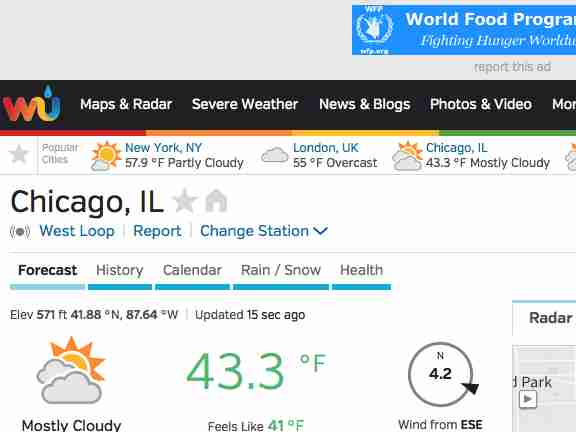 WFP
wfp.org
World Food Program
Fighting Hunger Worldw
report this ad
WU
Maps & Radar Severe Weather News & Blogs Photos & Video Mor
Popular Cities
New York, NY
57.9 °F Partly Cloudy
London, UK
55 °F Overcast
Chicago, IL
43.3 °F Mostly Cloudy
Chicago, IL
West Loop | Report | Change Station
Forecast History Calendar Rain / Snow Health
Elev 571 ft 41.88 °N, 87.64 °W | Updated 15 sec ago
Radar
43.3 °F
N
4.2
d Park
Mostly Cloudy
Feels Like 41 °F
Wind from ESE